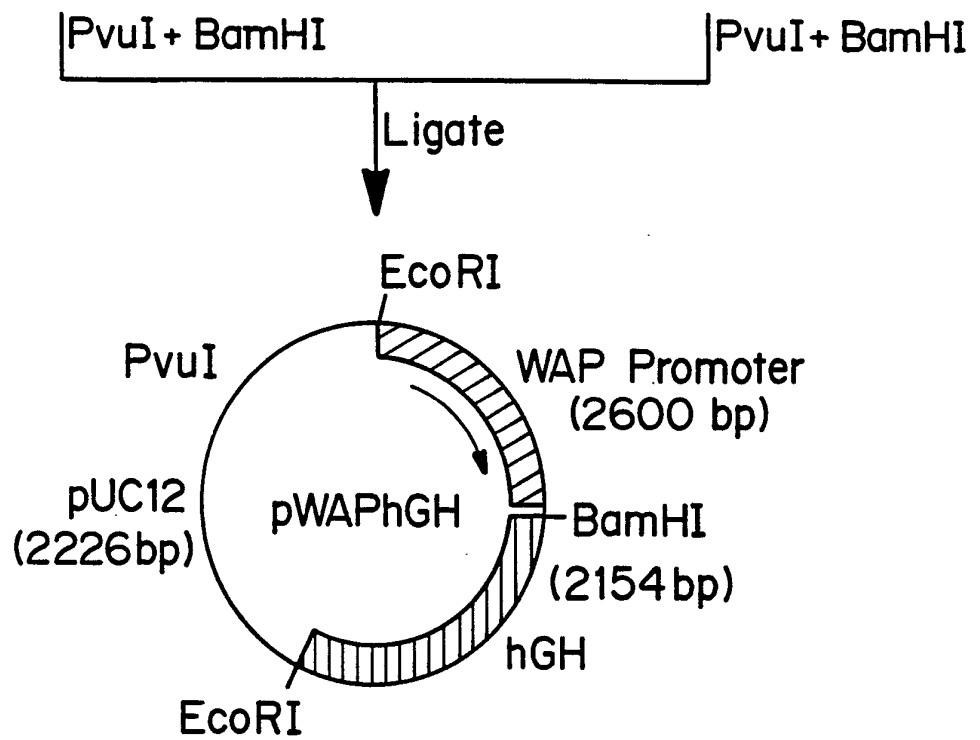 PvuI + BamHI
PvuI + BamHI
Ligate
EcoRI
PvuI
WAP Promoter
(2600 bp)
pUC12
(2226bp)
pWAPhGH
BamHI
(2154bp)
hGH
EcoRI